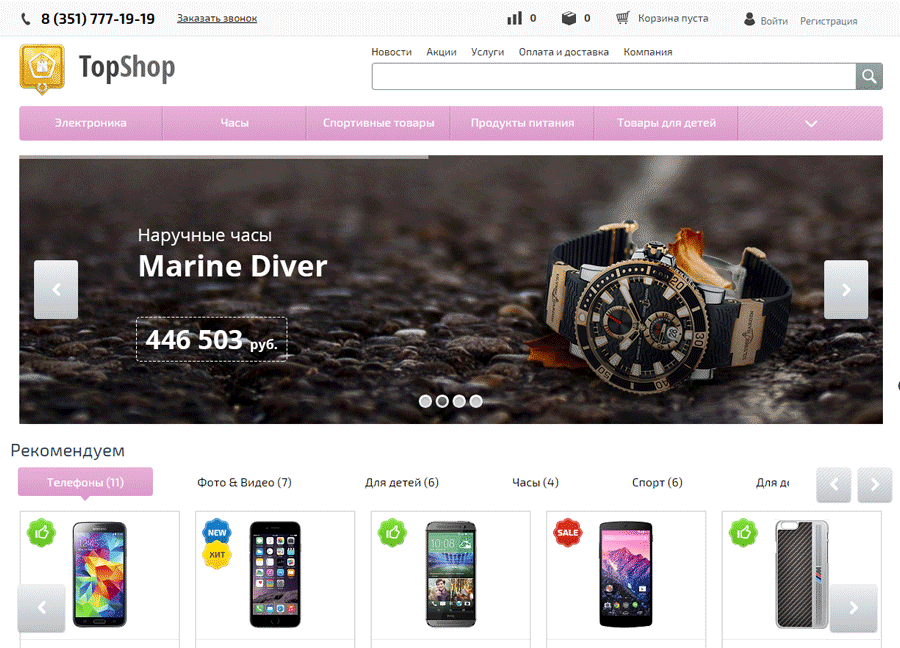 8 (351) 777-19-19 Заказать звонок 0 0 Корзина пуста Войти Регистрация
TopShop
Новости Акции Услуги Оплата и доставка Компания
Электроника Часы Спортивные товары Продукты питания Товары для детей
Наручные часы
Marine Diver
446 503 руб.
Рекомендуем
Телефоны (11) Фото & Видео (7) Для детей (6) Часы (4) Спорт (6) Для де
NEW
ХИТ
SALE